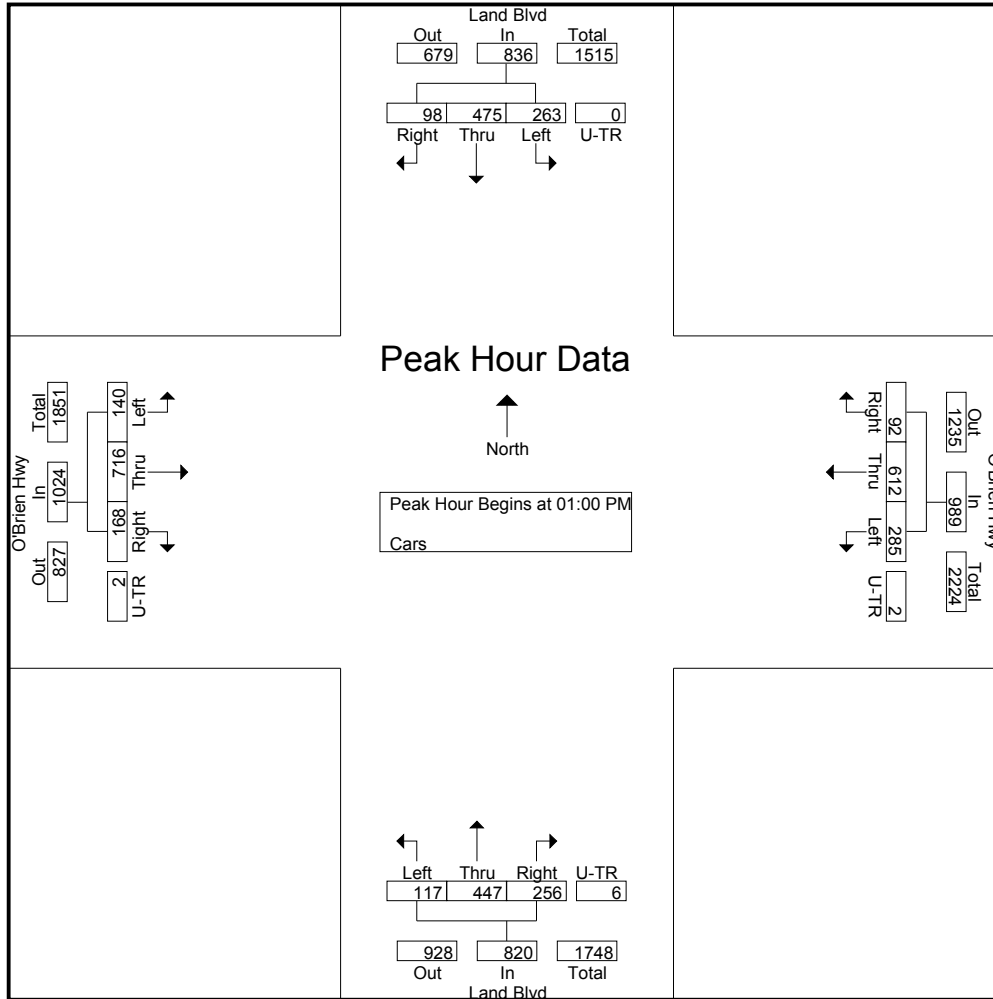 Land Blvd
Out In Total
679 836 1515
98 475 263 0
Right Thru Left U-TR
Peak Hour Data
North
Peak Hour Begins at 01:00 PM
Cars
O'Brien Hwy
Total In Out
1851 1024 827
140 716 168 2
Left Thru Right U-TR
Right Thru Left U-TR
92 612 285 2
Out In Total
1235 989 2224
O'Brien Hwy
Left Thru Right U-TR
117 447 256 6
928 820 1748
Out In Total
Land Blvd